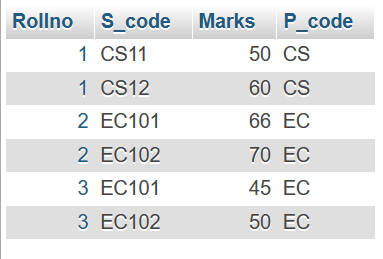 Rollno S_code Marks P_code
1 CS11 50 CS
1 CS12 60 CS
2 EC101 66 EC
2 EC102 70 EC
3 EC101 45 EC
3 EC102 50 EC